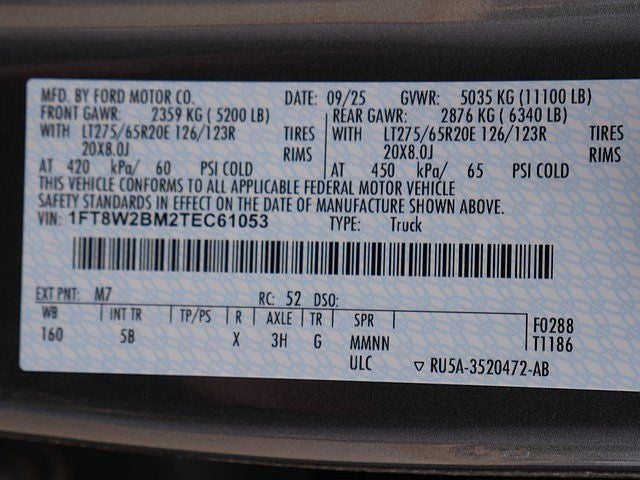 MFD. BY FORD MOTOR CO. DATE: 09/25 GVWR: 5035 KG (11100 LB)
FRONT GAWR: 2359 KG (5200 LB) REAR GAWR: 2876 KG (6340 LB)
WITH LT275/65R20E 126/123R TIRES WITH LT275/65R20E 126/123R TIRES
20X8.0J RIMS 20X8.0J RIMS
AT 420 kPa/ 60 PSI COLD AT 450 kPa/ 65 PSI COLD
THIS VEHICLE CONFORMS TO ALL APPLICABLE FEDERAL MOTOR VEHICLE
SAFETY STANDARDS IN EFFECT ON THE DATE OF MANUFACTURE SHOWN ABOVE.
VIN: 1FT8W2BM2TEC61053 TYPE: Truck
EXT PNT: M7 RC: 52 DSO:
WB INT TR TP/PS R AXLE TR SPR F0288
160 5B X 3H G MMNN T1186
ULC RU5A-3520472-AB